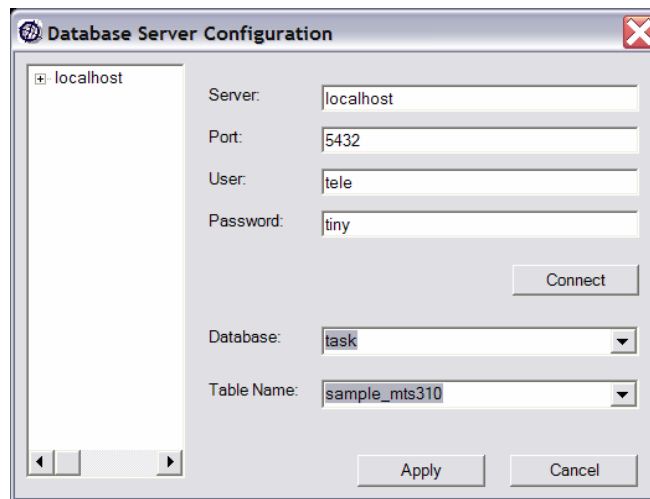 Database Server Configuration
localhost
Server: localhost
Port: 5432
User: tele
Password: tiny
Connect
Database: task
Table Name: sample_mts310
Apply Cancel